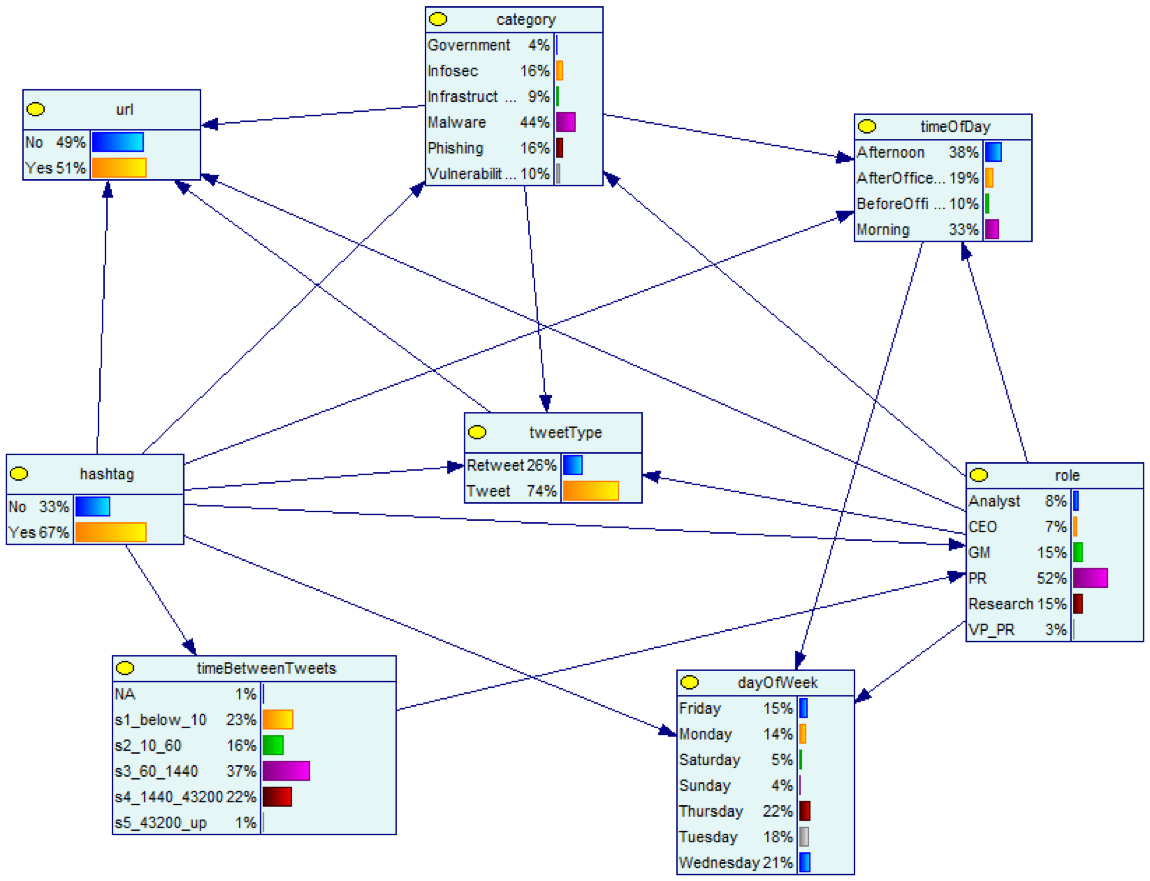 category
Government 4%
Infosec 16%
Infrastruct ... 9%
Malware 44%
Phishing 16%
Vulnerabilit ... 10%
url
No 49%
Yes 51%
timeOfDay
Afternoon 38%
AfterOffice... 19%
BeforeOffi ... 10%
Morning 33%
tweetType
Retweet 26%
Tweet 74%
hashtag
No 33%
Yes 67%
role
Analyst 8%
CEO 7%
GM 15%
PR 52%
Research 15%
VP_PR 3%
timeBetweenTweets
NA 1%
s1_below_10 23%
s2_10_60 16%
s3_60_1440 37%
s4_1440_43200 22%
s5_43200_up 1%
dayOfWeek
Friday 15%
Monday 14%
Saturday 5%
Sunday 4%
Thursday 22%
Tuesday 18%
Wednesday 21%